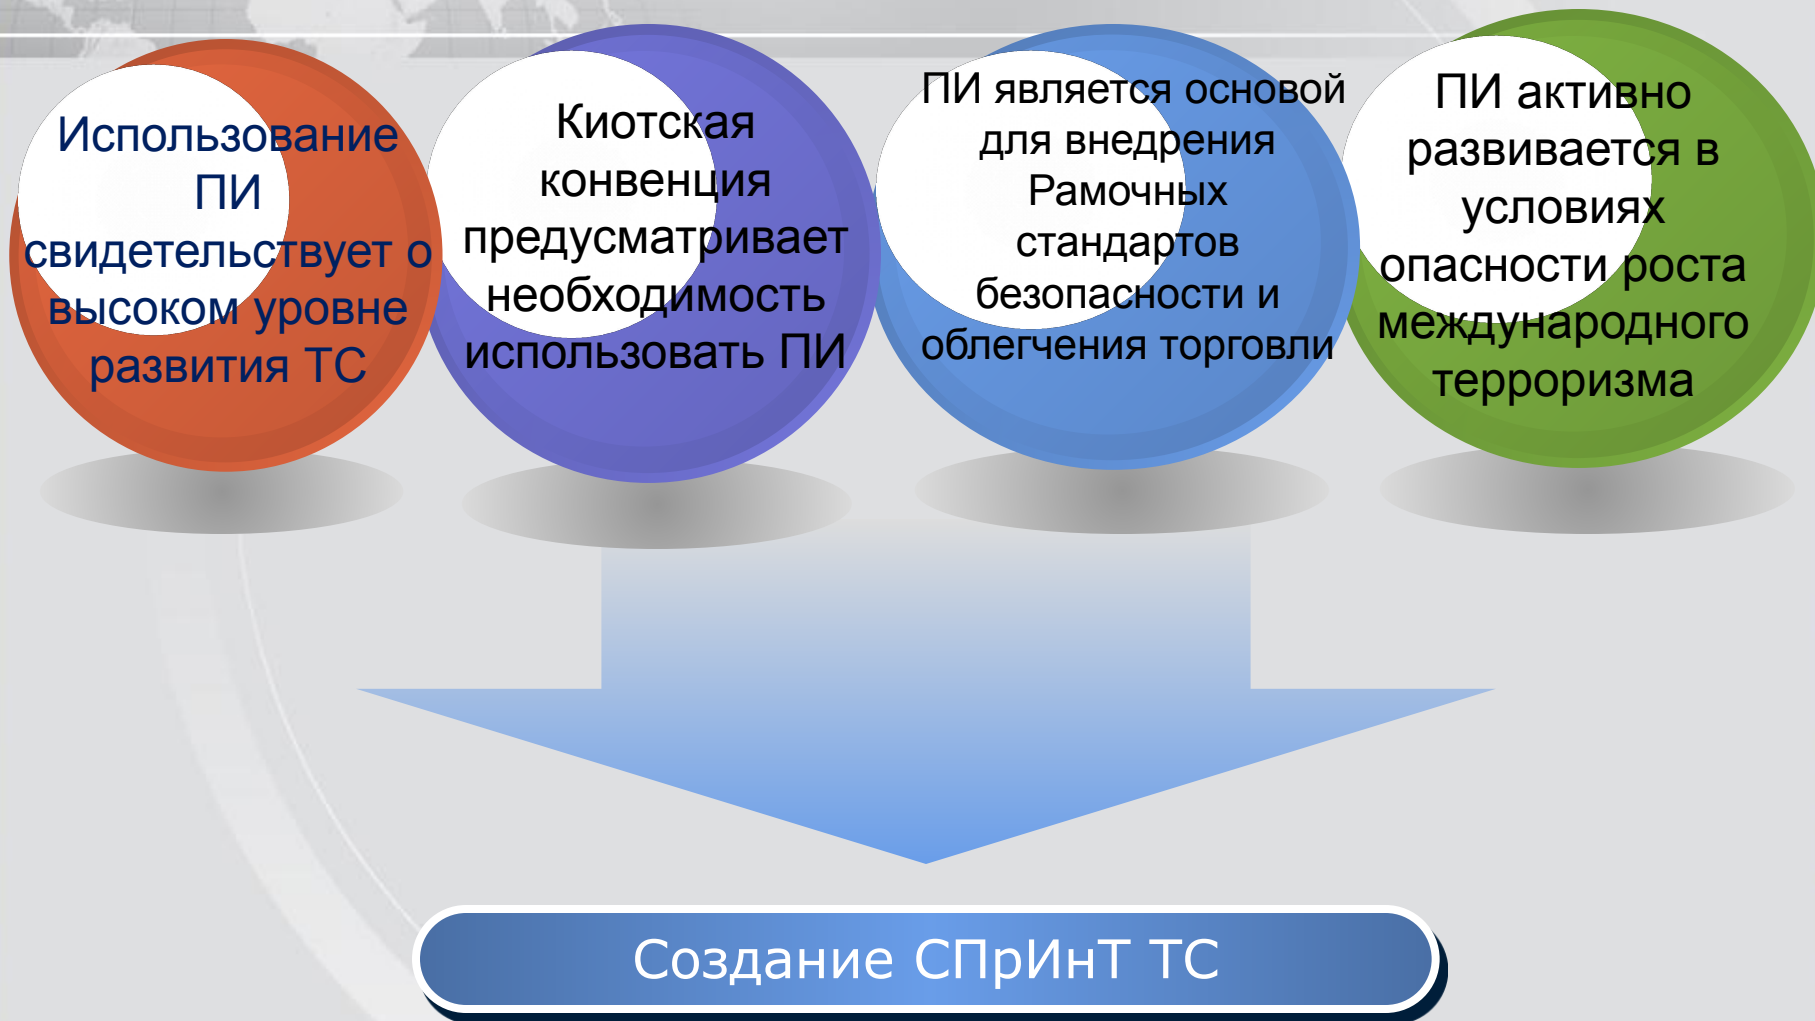 Использование
ПИ
свидетельствует о
высоком уровне
развития ТС
Киотская
конвенция
предусматривает
необходимость
использовать ПИ
ПИ является основой
для внедрения
Рамочных
стандартов
безопасности и
облегчения торговли
ПИ активно
развивается в
условиях
опасности роста
международного
терроризма
Создание СПрИнТ ТС